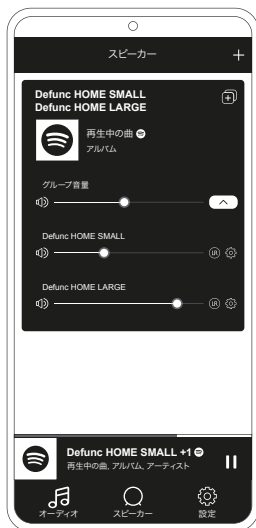 スピーカー
Defunc HOME SMALL
Defunc HOME LARGE
再生中の曲
アルバム
グループ音量
Defunc HOME SMALL
LR
Defunc HOME LARGE
LR
Defunc HOME SMALL +1
再生中の曲, アルバム, アーティスト
オーディオ
スピーカー
設定